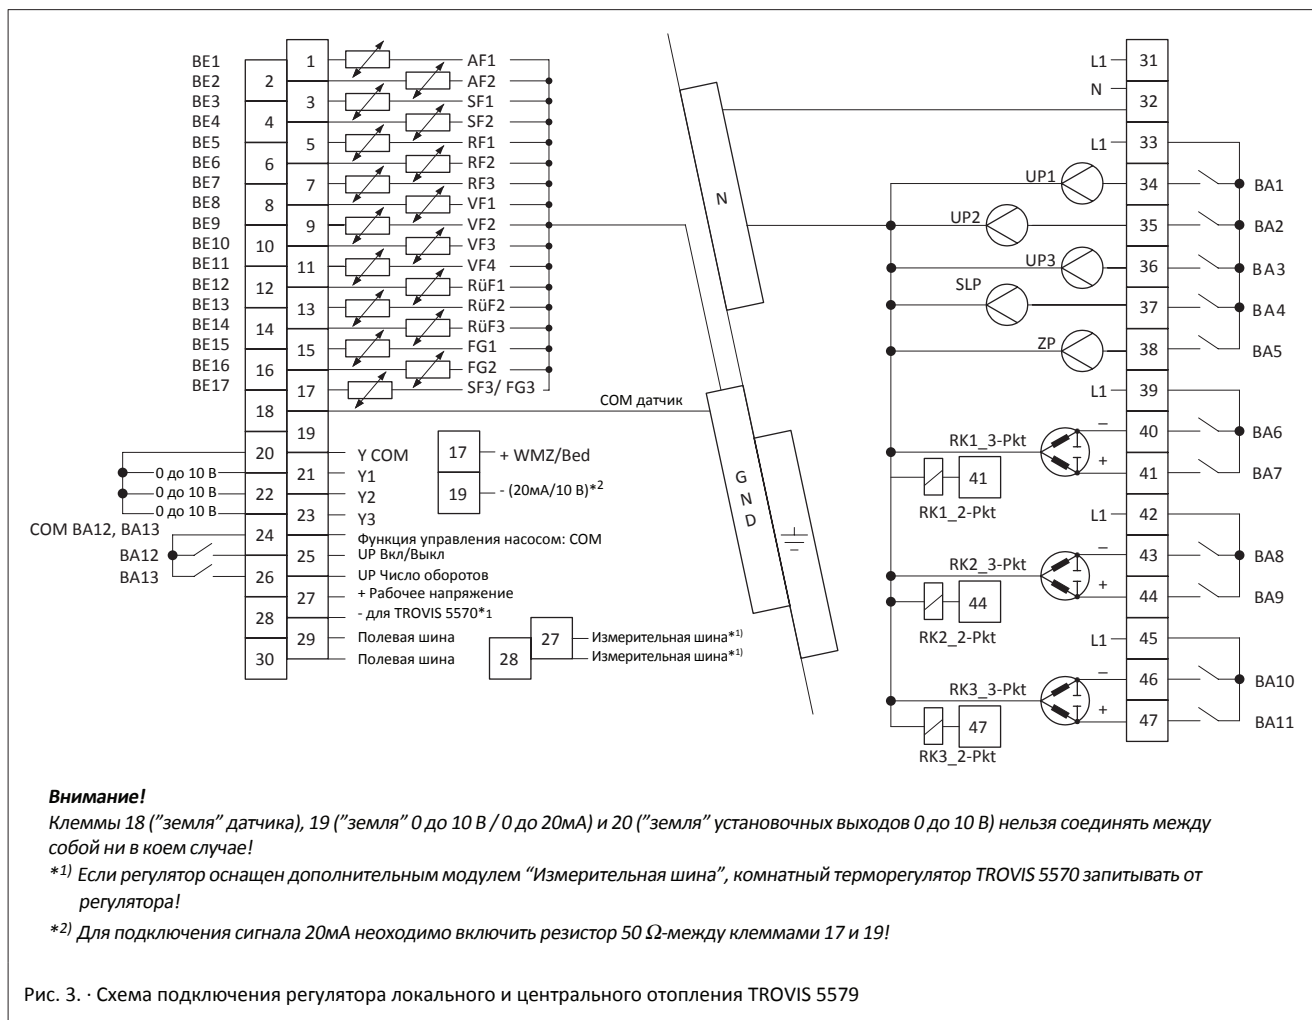 BE1 1 AF1 L1 31
BE2 2 AF2 N
BE3 3 SF1 32
BE4 4 SF2
BE5 5 RF1 L1 33
BE6 6 RF2
BE7 7 RF3 N UP1 34 BA1
BE8 8 VF1
BE9 9 VF2 UP2 35 BA2
BE10 10 VF3
BE11 11 VF4 UP3 36 BA3
BE12 12 RüF1 SLP
BE13 13 RüF2 37 BA4
BE14 14 RüF3
BE15 15 FG1 ZP 38 BA5
BE16 16 FG2
BE17 17 SF3/ FG3 L1 39
18 COM датчик
19 RK1_3-Pkt – 40 BA6
20 Y COM 17 + WMZ/Bed
0 до 10 В 21 Y1 41 + 41 BA7
0 до 10 В 22 Y2 19 - (20мА/10 В)*2
0 до 10 В 23 Y3 GND RK1_2-Pkt L1 42
COM BA12, BA13 24 Функция управления насосом: COM
BA12 25 UP Вкл/Выкл RK2_3-Pkt – 43 BA8
BA13 26 UP Число оборотов
27 + Рабочее напряжение 44 + 44 BA9
28 - для TROVIS 5570*1
29 Полевая шина 27 Измерительная шина*1) RK2_2-Pkt L1 45
30 Полевая шина 28 Измерительная шина*1)
RK3_3-Pkt – 46 BA10
47 + 47 BA11
RK3_2-Pkt
Внимание!
Клеммы 18 ("земля" датчика), 19 ("земля" 0 до 10 В / 0 до 20мА) и 20 ("земля" установочных выходов 0 до 10 В) нельзя соединять между
собой ни в коем случае!
*1) Если регулятор оснащен дополнительным модулем "Измерительная шина", комнатный терморегулятор TROVIS 5570 запитывать от
регулятора!
*2) Для подключения сигнала 20мА неоходимо включить резистор 50 Ω-между клеммами 17 и 19!
Рис. 3. · Схема подключения регулятора локального и центрального отопления TROVIS 5579